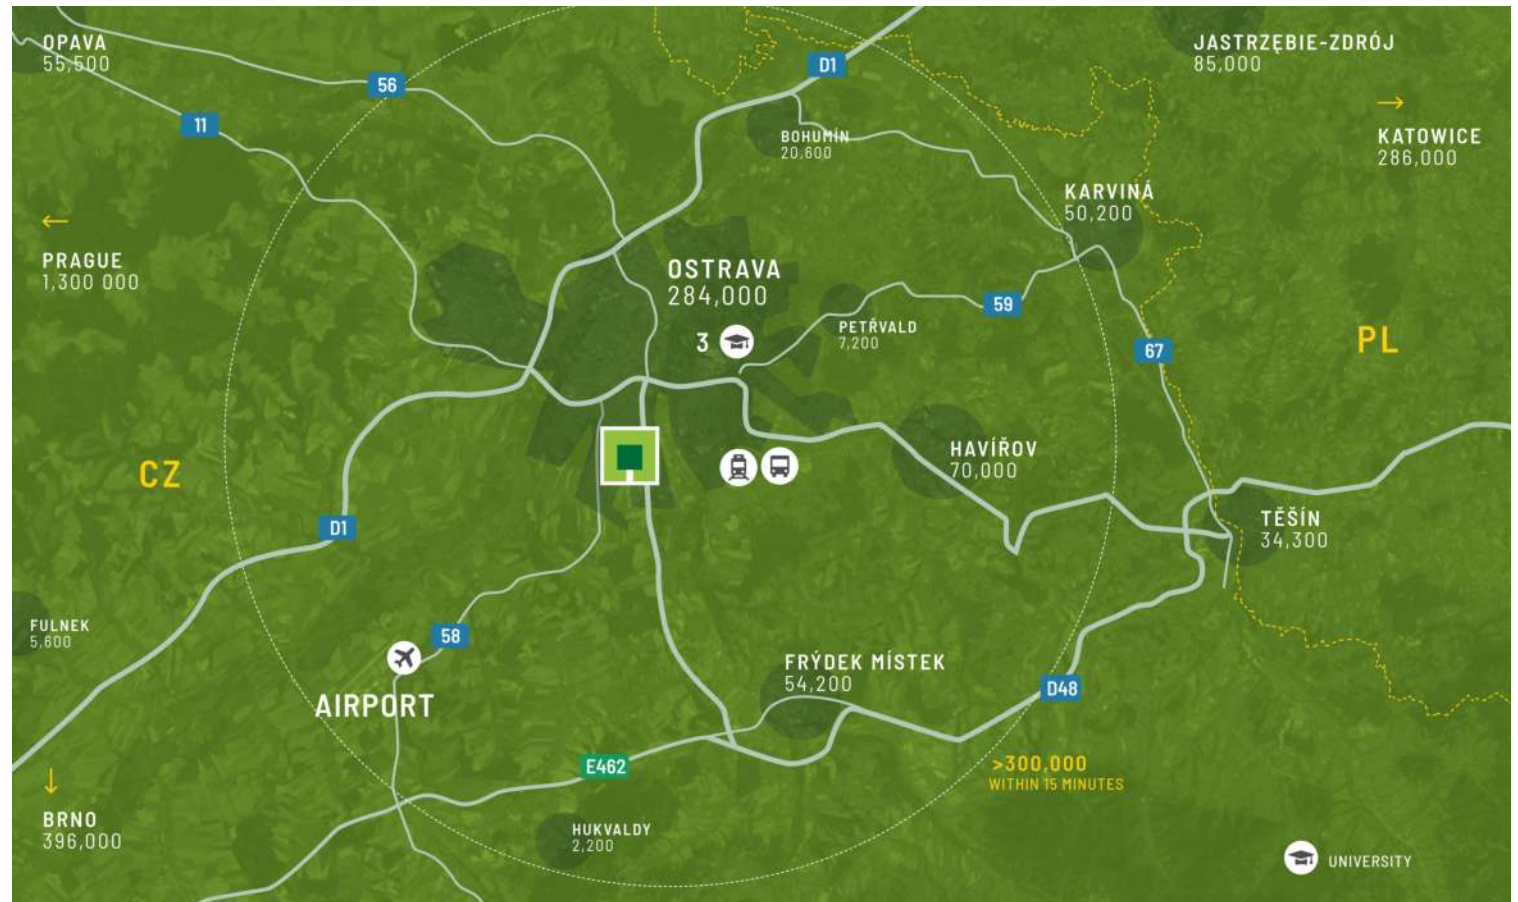 OPAVA
55,500
56
11
D1
JASTRZĘBIE-ZDRÓJ
85,000
KATOWICE
286,000
BOHUMÍN
20,600
KARVINÁ
50,200
PRAGUE
1,300 000
OSTRAVA
284,000
3
59
PETŘVALD
7,200
67
PL
CZ
HAVÍŘOV
70,000
D1
TĚŠÍN
34,300
FULNEK
5,600
58
AIRPORT
FRÝDEK MÍSTEK
54,200
D48
E462
>300,000
WITHIN 15 MINUTES
BRNO
396,000
HUKVALDY
2,200
UNIVERSITY